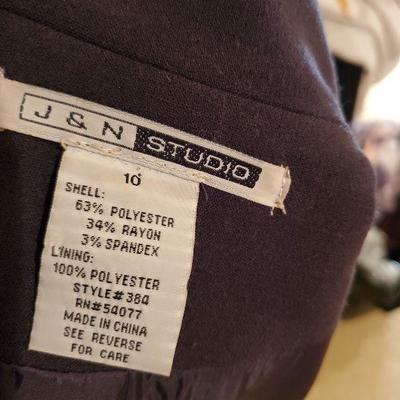 J & N STUDIO
10
SHELL:
63% POLYESTER
34% RAYON
3% SPANDEX
LINING:
100% POLYESTER
STYLE#384
RN#54077
MADE IN CHINA
SEE REVERSE
FOR CARE